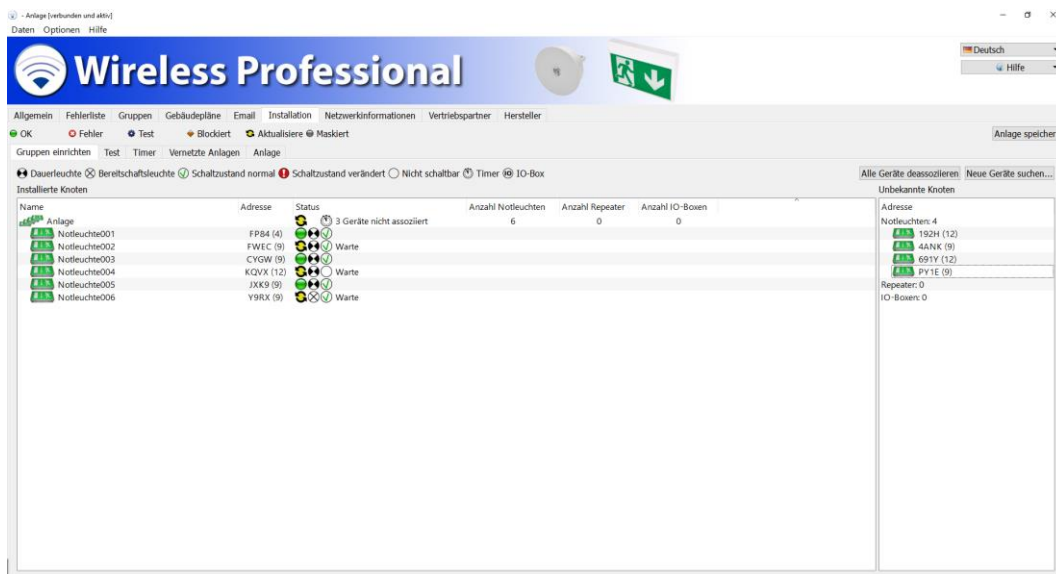 - Anlage [verbunden und aktiv]
Daten Optionen Hilfe
Wireless Professional
Deutsch
Hilfe
Allgemein Fehlerliste Gruppen Gebäudepläne Email Installation Netzwerkinformationen Vertriebspartner Hersteller
OK Fehler Test Blockiert Aktualisiere Maskiert Anlage speicher
Gruppen einrichten Test Timer Vernetzte Anlagen Anlage
Dauerleuchte Bereitschaftsleuchte Schaltzustand normal Schaltzustand verändert Nicht schaltbar Timer IO-Box Alle Geräte deassoziieren Neue Geräte suchen...
Installierte Knoten Unbekannte Knoten
Name Adresse Status Anzahl Notleuchten Anzahl Repeater Anzahl IO-Boxen Adresse
Anlage 3 Geräte nicht assoziiert 6 0 0 Notleuchten: 4
Notleuchte001 FP84 (4) 192H (12)
Notleuchte002 FWEC (9) Warte 4ANK (9)
Notleuchte003 CYGW (9) 691Y (12)
Notleuchte004 KQVX (12) Warte PY1E (9)
Notleuchte005 JXK9 (9) Repeater: 0
Notleuchte006 Y9RX (9) Warte IO-Boxen: 0